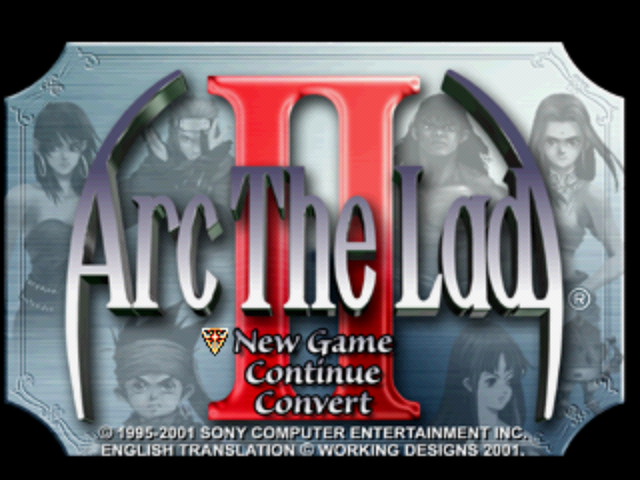 II
Arc The Lad®
New Game
Continue
Convert
© 1995-2001 SONY COMPUTER ENTERTAINMENT INC.
ENGLISH TRANSLATION © WORKING DESIGNS 2001.